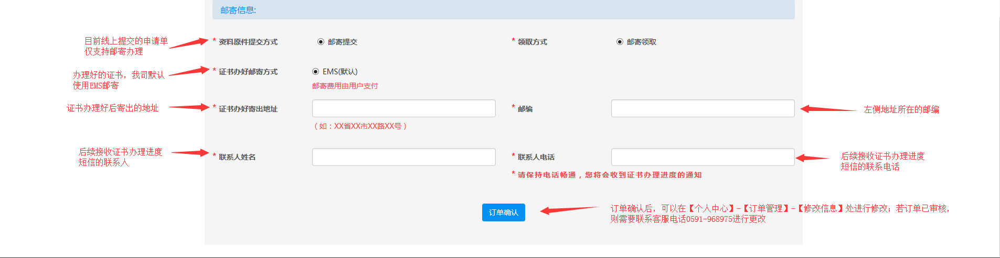 邮寄信息:
目前线上提交的申请单
仅支持邮寄办理
* 资料原件提交方式
邮寄提交
* 领取方式
邮寄领取
办理好的证书，我司默认
使用EMS邮寄
* 证书办好邮寄方式
EMS(默认)
邮寄费用由用户支付
证书办理好后寄出的地址
* 证书办好寄出地址
（如：XX省XX市XX路XX号）
* 邮编
左侧地址所在的邮编
后续接收证书办理进度
短信的联系人
* 联系人姓名
* 联系人电话
后续接收证书办理进度
短信的联系电话
* 请保持电话畅通，您将会收到证书办理进度的通知
订单确认
订单确认后，可以在【个人中心】-【订单管理】-【修改信息】处进行修改；若订单已审核，
则需要联系客服电话0591-968975进行更改